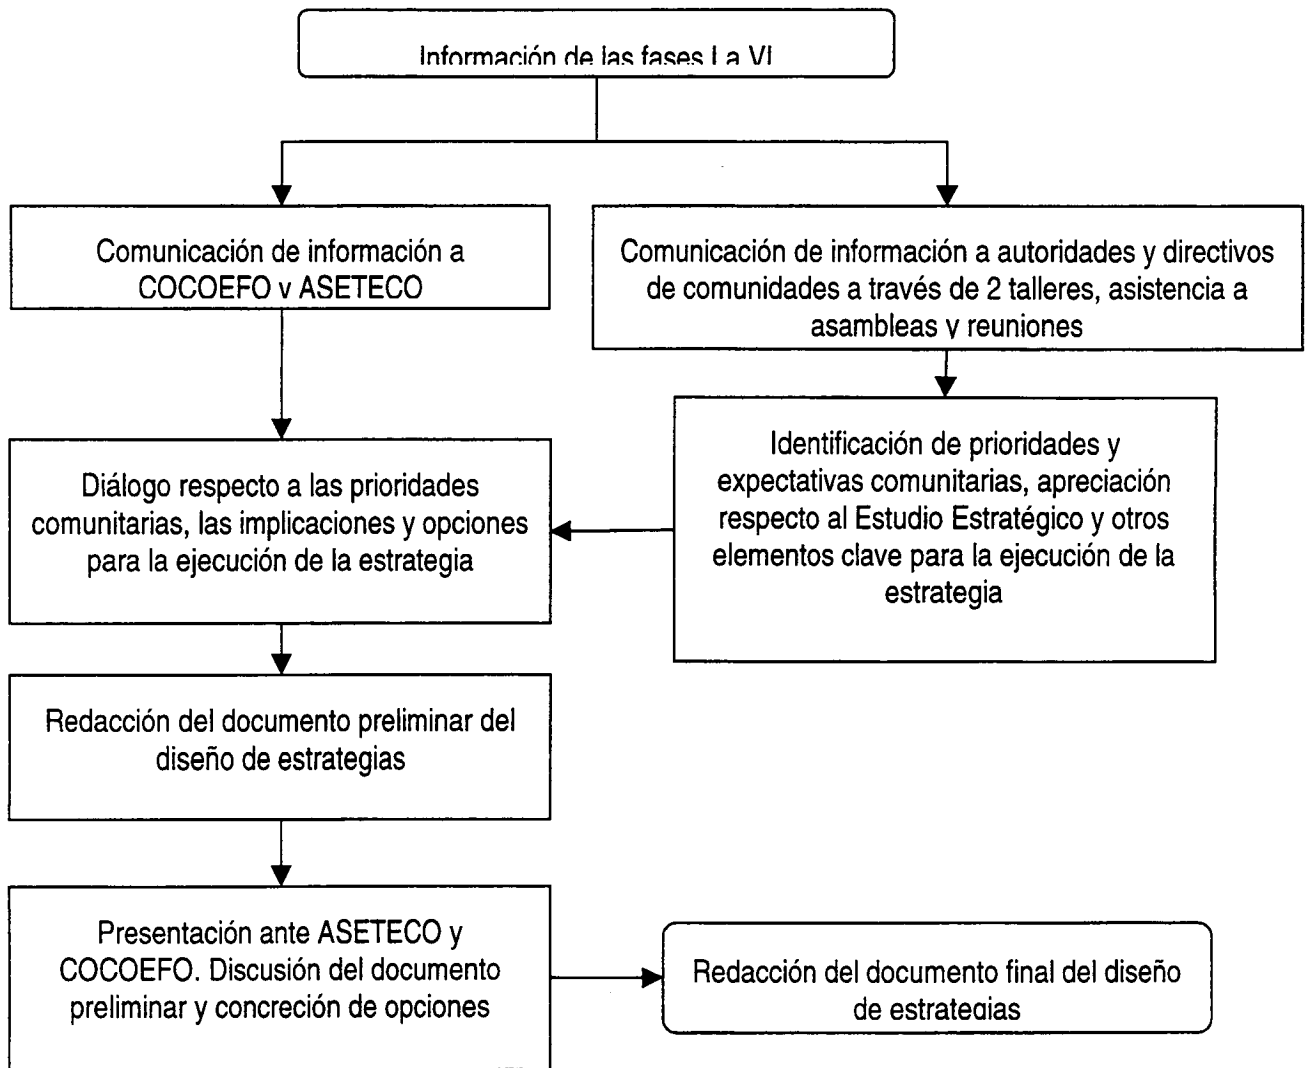 Información de las fases I a VI
Comunicación de información a
COCOEFO y ASETECO
Comunicación de información a autoridades y directivos
de comunidades a través de 2 talleres, asistencia a
asambleas y reuniones
Identificación de prioridades y
expectativas comunitarias, apreciación
respecto al Estudio Estratégico y otros
elementos clave para la ejecución de la
estrategia
Diálogo respecto a las prioridades
comunitarias, las implicaciones y opciones
para la ejecución de la estrategia
Redacción del documento preliminar del
diseño de estrategias
Presentación ante ASETECO y
COCOEFO. Discusión del documento
preliminar y concreción de opciones
Redacción del documento final del diseño
de estrategias